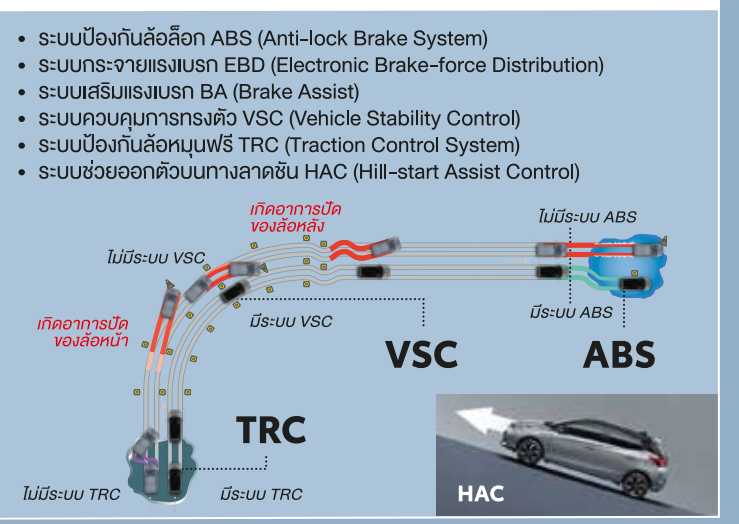 • ระบบป้องกันล้อล็อก ABS (Anti-lock Brake System)
• ระบบกระจายแรงเบรก EBD (Electronic Brake-force Distribution)
• ระบบเสริมแรงเบรก BA (Brake Assist)
• ระบบควบคุมการทรงตัว VSC (Vehicle Stability Control)
• ระบบป้องกันล้อหมุนฟรี TRC (Traction Control System)
• ระบบช่วยออกตัวบนทางลาดชัน HAC (Hill-start Assist Control)
เกิดอาการปัด
ของล้อหลัง
ไม่มีระบบ ABS
ไม่มีระบบ VSC
มีระบบ ABS
เกิดอาการปัด
ของล้อหน้า
มีระบบ VSC
VSC
ABS
TRC
ไม่มีระบบ TRC
มีระบบ TRC
HAC